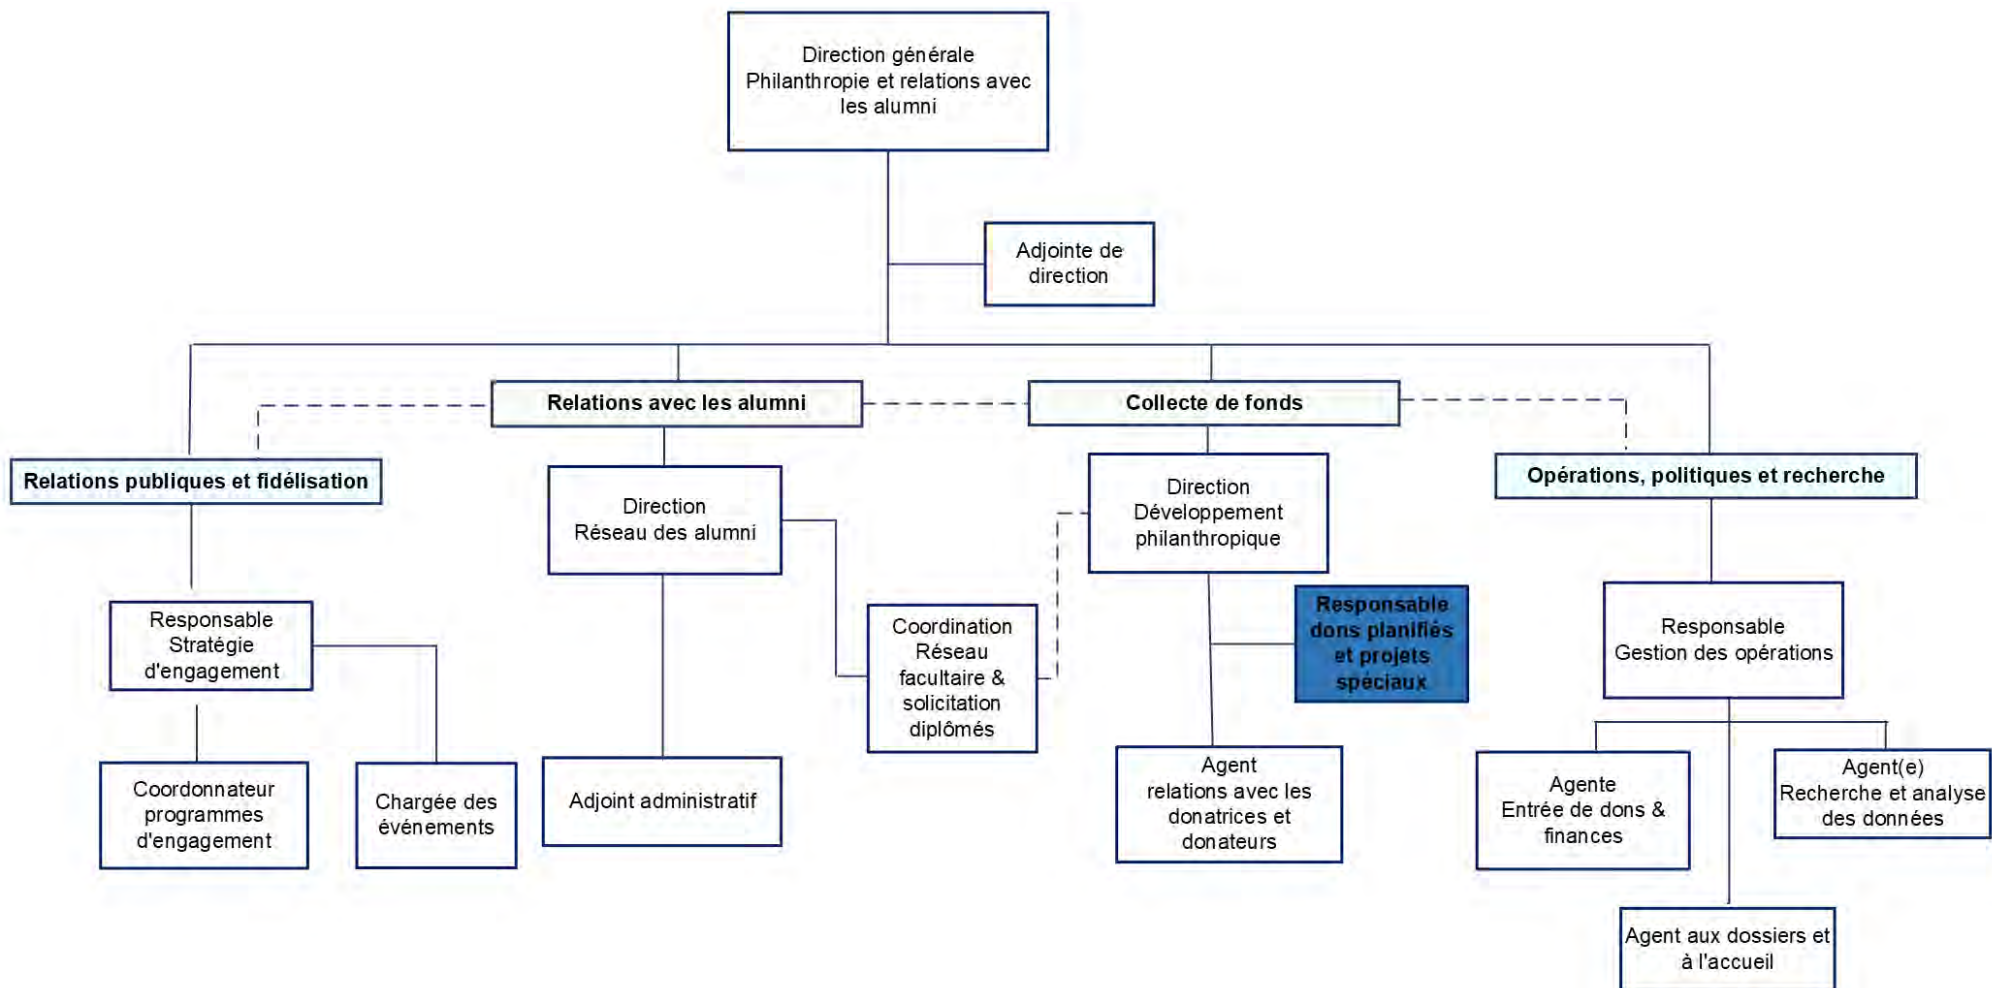 Direction générale
Philanthropie et relations avec
les alumni
Adjointe de
direction
Relations avec les alumni
Collecte de fonds
Relations publiques et fidélisation
Opérations, politiques et recherche
Direction
Réseau des alumni
Direction
Développement
philanthropique
Responsable
Stratégie
d'engagement
Coordination
Réseau
facultaire &
solicitation
diplômés
Responsable
dons planifiés
et projets
spéciaux
Responsable
Gestion des opérations
Coordonnateur
programmes
d'engagement
Chargée des
événements
Adjoint administratif
Agent
relations avec les
donatrices et
donateurs
Agente
Entrée de dons &
finances
Agent(e)
Recherche et analyse
des données
Agent aux dossiers et
à l'accueil